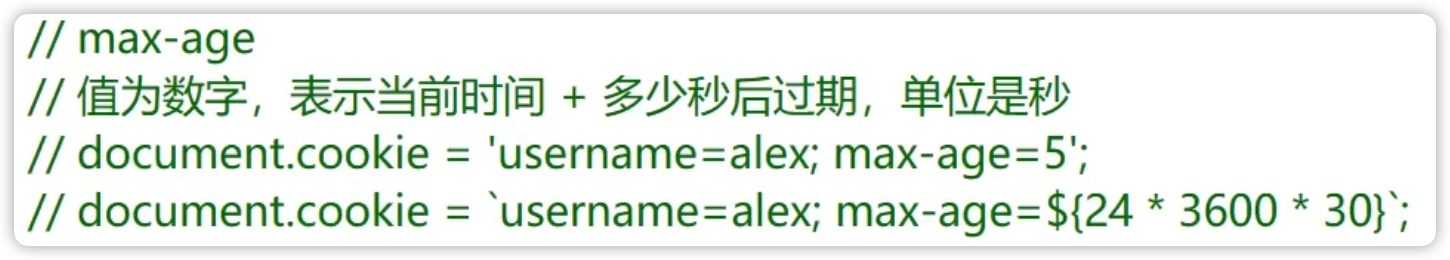 // max-age
// 值为数字，表示当前时间 + 多少秒后过期，单位是秒
// document.cookie = 'username=alex; max-age=5';
// document.cookie = `username=alex; max-age=${24 * 3600 * 30}`;